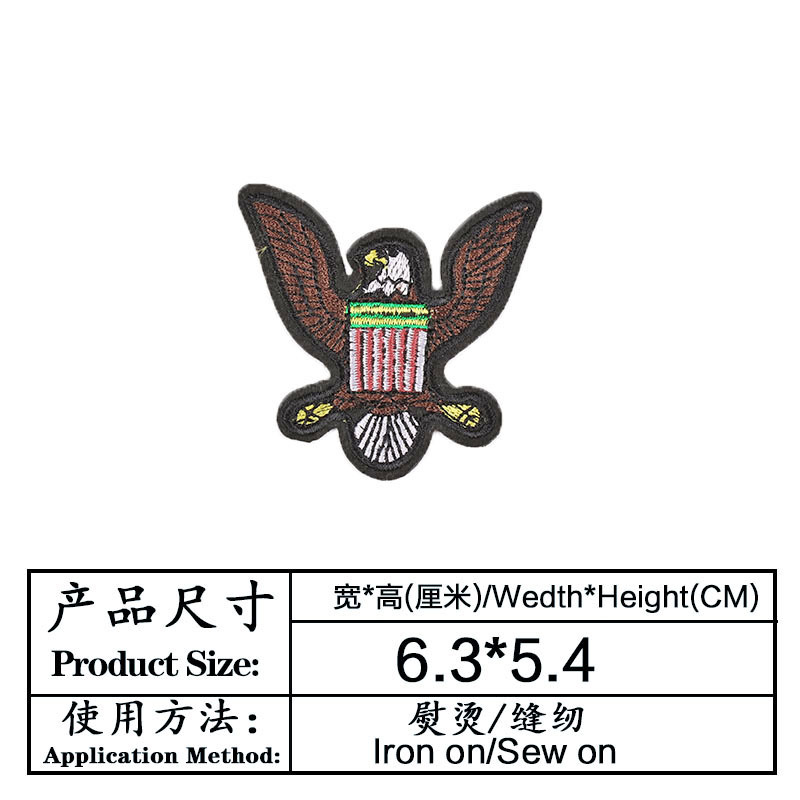 产品尺寸
Product Size:
宽*高(厘米)/Wedth*Height(CM)
6.3*5.4
使用方法:
Application Method:
熨烫/缝纫
Iron on/Sew on